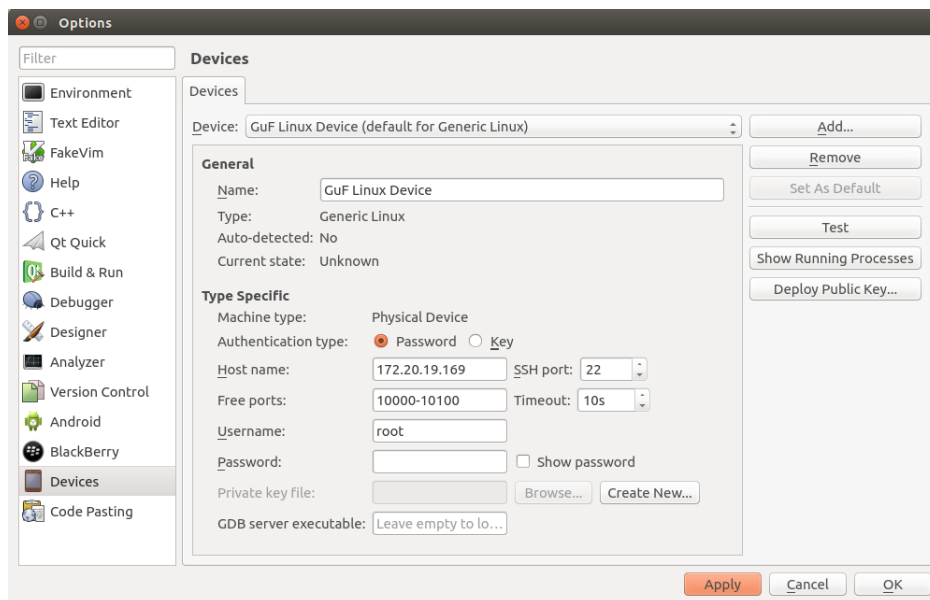 Options
Filter
Environment
Text Editor
FakeVim
Help
C++
Qt Quick
Build & Run
Debugger
Designer
Analyzer
Version Control
Android
BlackBerry
Devices
Code Pasting
Devices
Devices
Device: GuF Linux Device (default for Generic Linux)
General
Name: GuF Linux Device
Type: Generic Linux
Auto-detected: No
Current state: Unknown
Type Specific
Machine type: Physical Device
Authentication type: Password Key
Host name: 172.20.19.169 SSH port: 22
Free ports: 10000-10100 Timeout: 10s
Username: root
Password: Show password
Private key file: Browse... Create New...
GDB server executable: Leave empty to lo...
Add...
Remove
Set As Default
Test
Show Running Processes
Deploy Public Key...
Apply Cancel OK